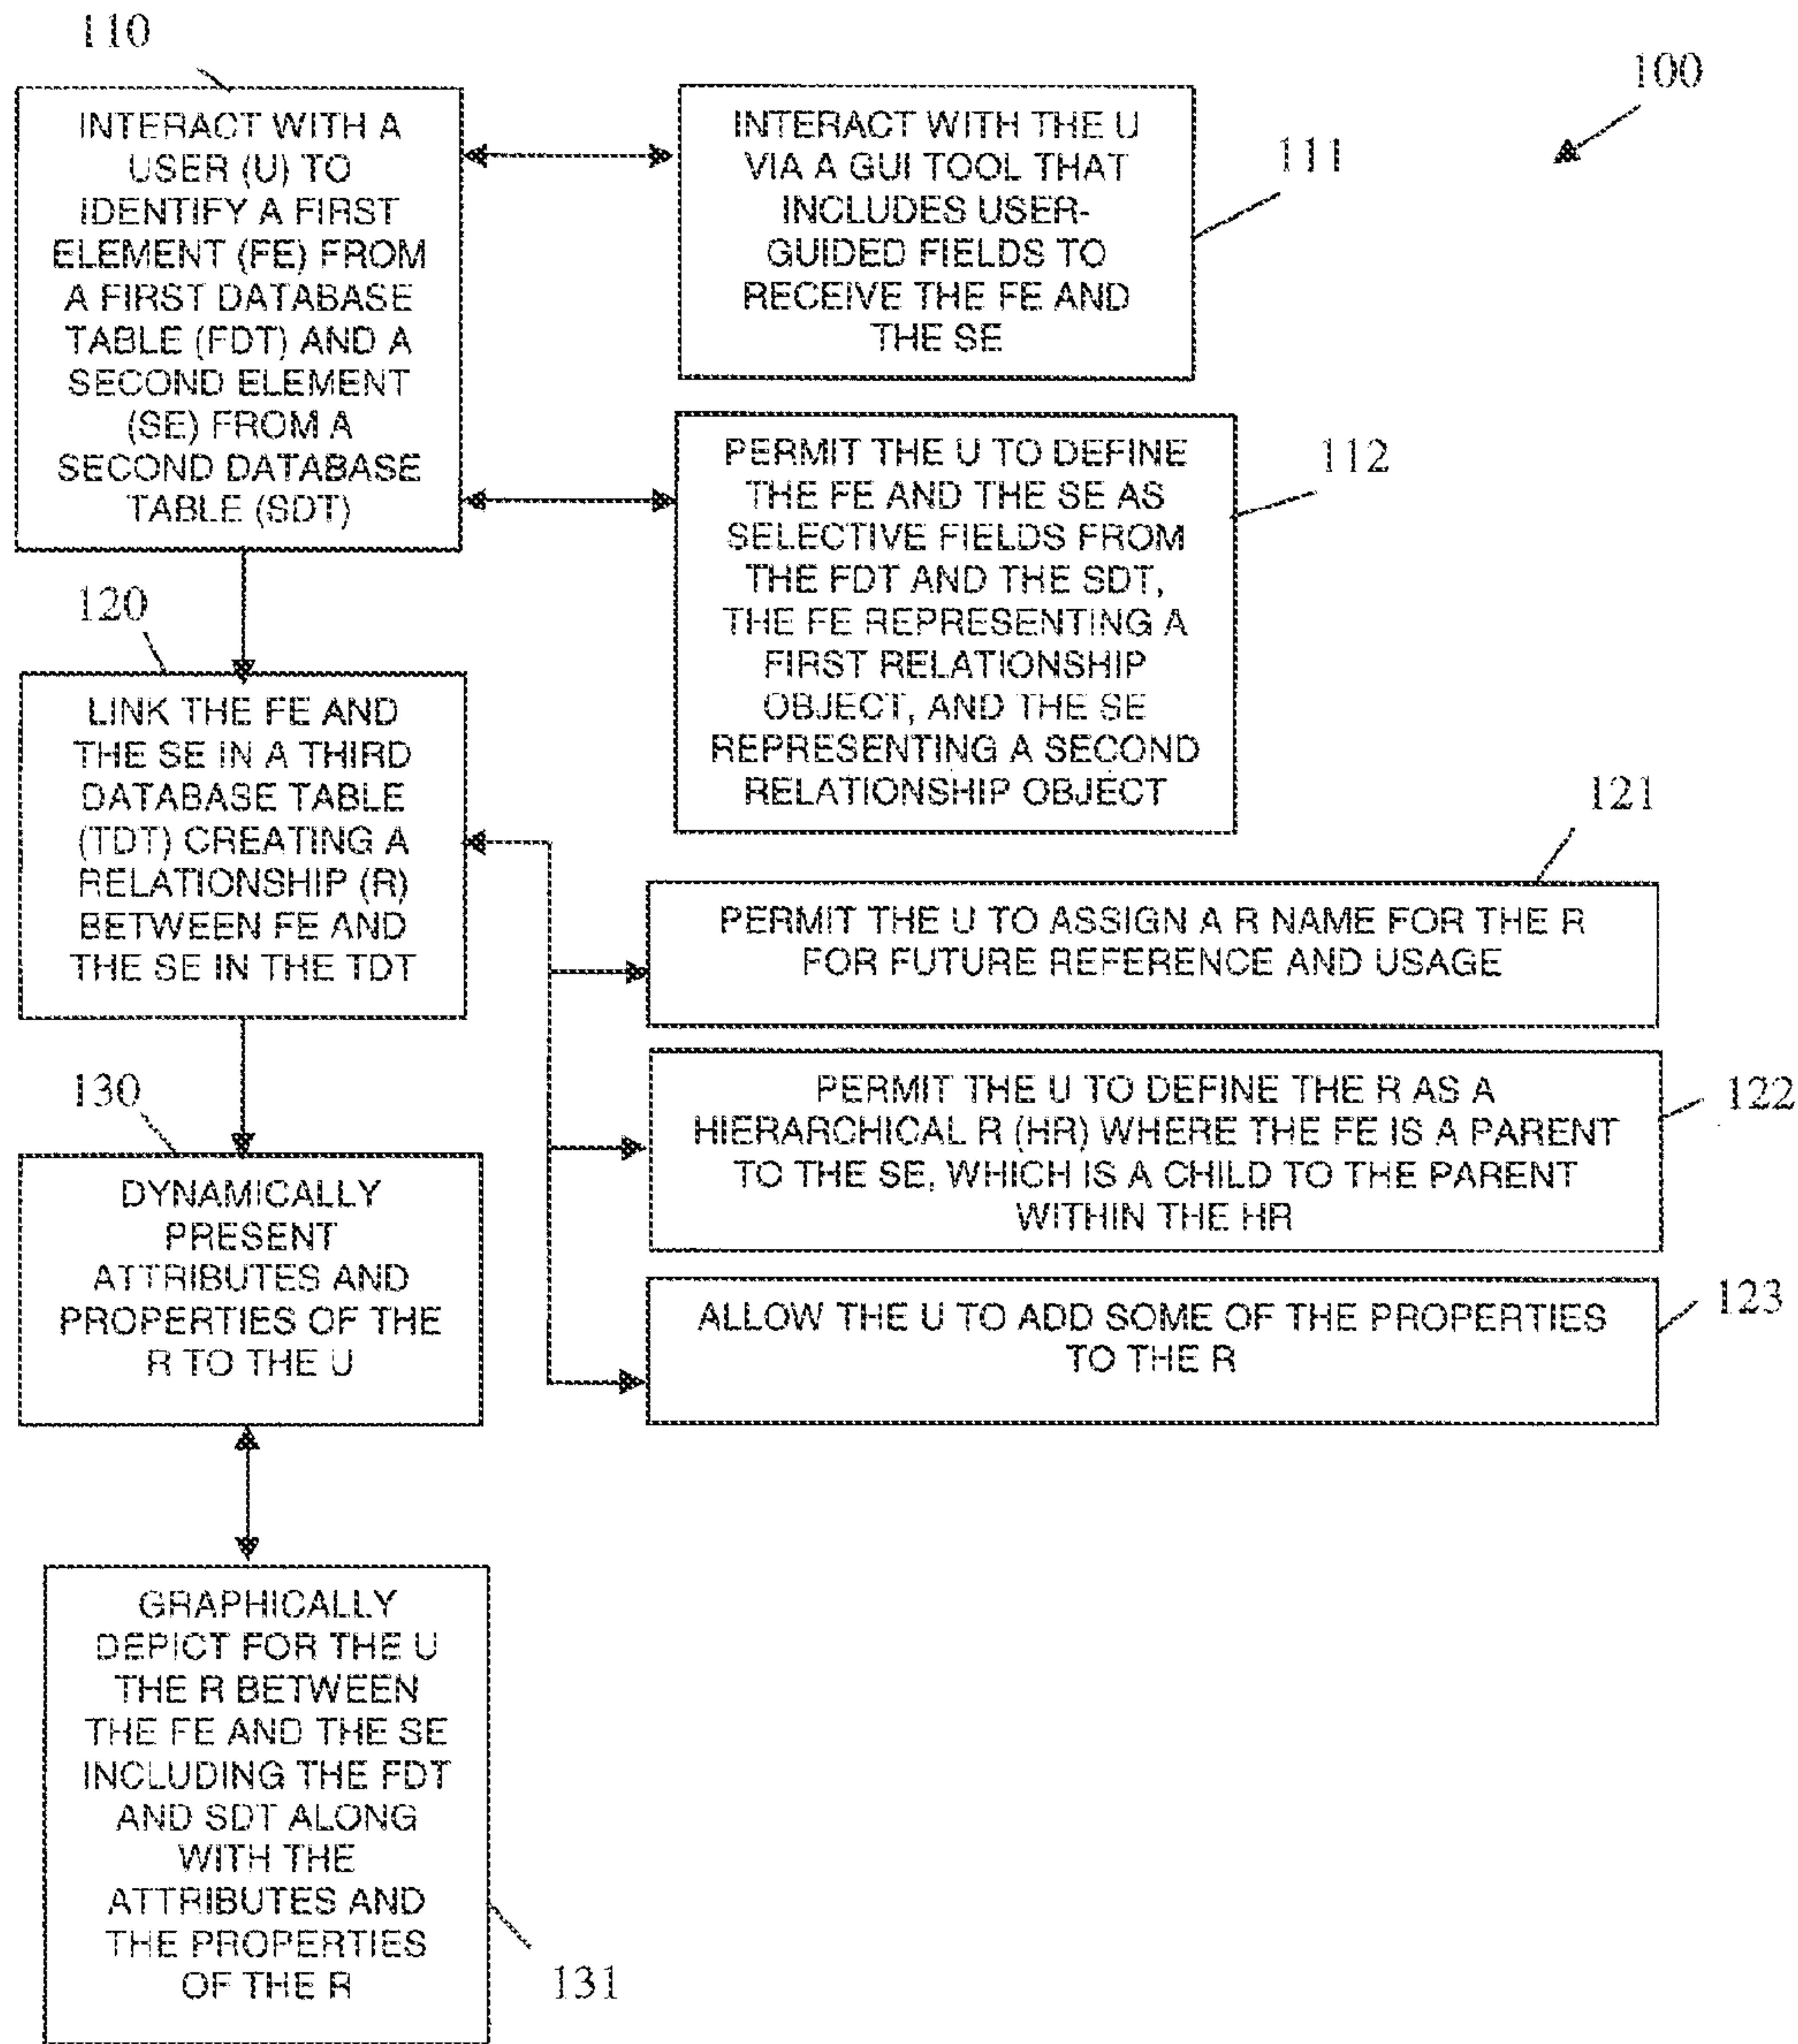 110
INTERACT WITH A
USER (U) TO
IDENTIFY A FIRST
ELEMENT (FE) FROM
A FIRST DATABASE
TABLE (FDT) AND A
SECOND ELEMENT
(SE) FROM A
SECOND DATABASE
TABLE (SDT)
INTERACT WITH THE U
VIA A GUI TOOL THAT
INCLUDES USER-
GUIDED FIELDS TO
RECEIVE THE FE AND
THE SE
111
100
PERMIT THE U TO DEFINE
THE FE AND THE SE AS
SELECTIVE FIELDS FROM
THE FDT AND THE SDT,
THE FE REPRESENTING A
FIRST RELATIONSHIP
OBJECT, AND THE SE
REPRESENTING A SECOND
RELATIONSHIP OBJECT
112
120
LINK THE FE AND
THE SE IN A THIRD
DATABASE TABLE
(TDT) CREATING A
RELATIONSHIP (R)
BETWEEN FE AND
THE SE IN THE TDT
121
PERMIT THE U TO ASSIGN A R NAME FOR THE R
FOR FUTURE REFERENCE AND USAGE
PERMIT THE U TO DEFINE THE R AS A
HIERARCHICAL R (HR) WHERE THE FE IS A PARENT
TO THE SE, WHICH IS A CHILD TO THE PARENT
WITHIN THE HR
122
ALLOW THE U TO ADD SOME OF THE PROPERTIES
TO THE R
123
130
DYNAMICALLY
PRESENT
ATTRIBUTES AND
PROPERTIES OF THE
R TO THE U
GRAPHICALLY
DEPICT FOR THE U
THE R BETWEEN
THE FE AND THE SE
INCLUDING THE FDT
AND SDT ALONG
WITH THE
ATTRIBUTES AND
THE PROPERTIES
OF THE R
131